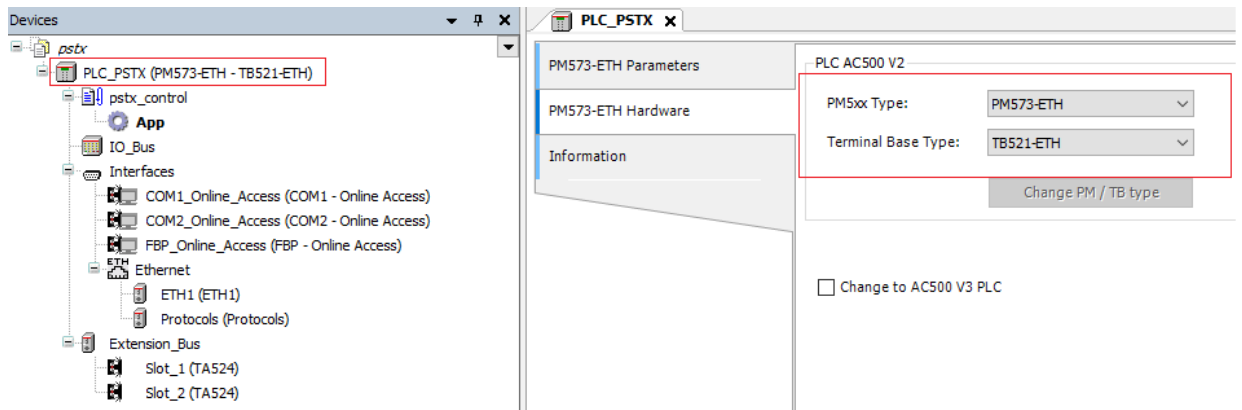 Devices
pstx
PLC_PSTX (PM573-ETH - TB521-ETH)
pstx_control
App
IO_Bus
Interfaces
COM1_Online_Access (COM1 - Online Access)
COM2_Online_Access (COM2 - Online Access)
FBP_Online_Access (FBP - Online Access)
ETH
Ethernet
ETH1 (ETH1)
Protocols (Protocols)
Extension_Bus
Slot_1 (TA524)
Slot_2 (TA524)
PLC_PSTX
PM573-ETH Parameters
PM573-ETH Hardware
Information
PLC AC500 V2
PM5xx Type: PM573-ETH
Terminal Base Type: TB521-ETH
Change PM / TB type
Change to AC500 V3 PLC